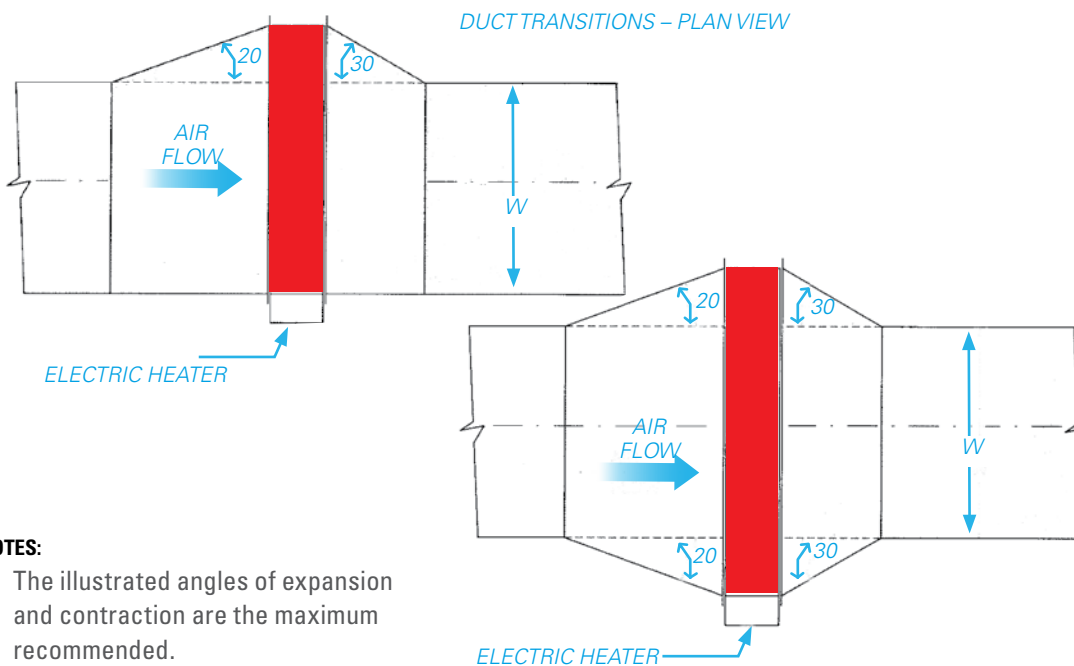 DUCT TRANSITIONS – PLAN VIEW
20
30
AIR
FLOW
W
ELECTRIC HEATER
20
30
AIR
FLOW
W
20
30
ELECTRIC HEATER
OTES:
The illustrated angles of expansion
and contraction are the maximum
recommended.